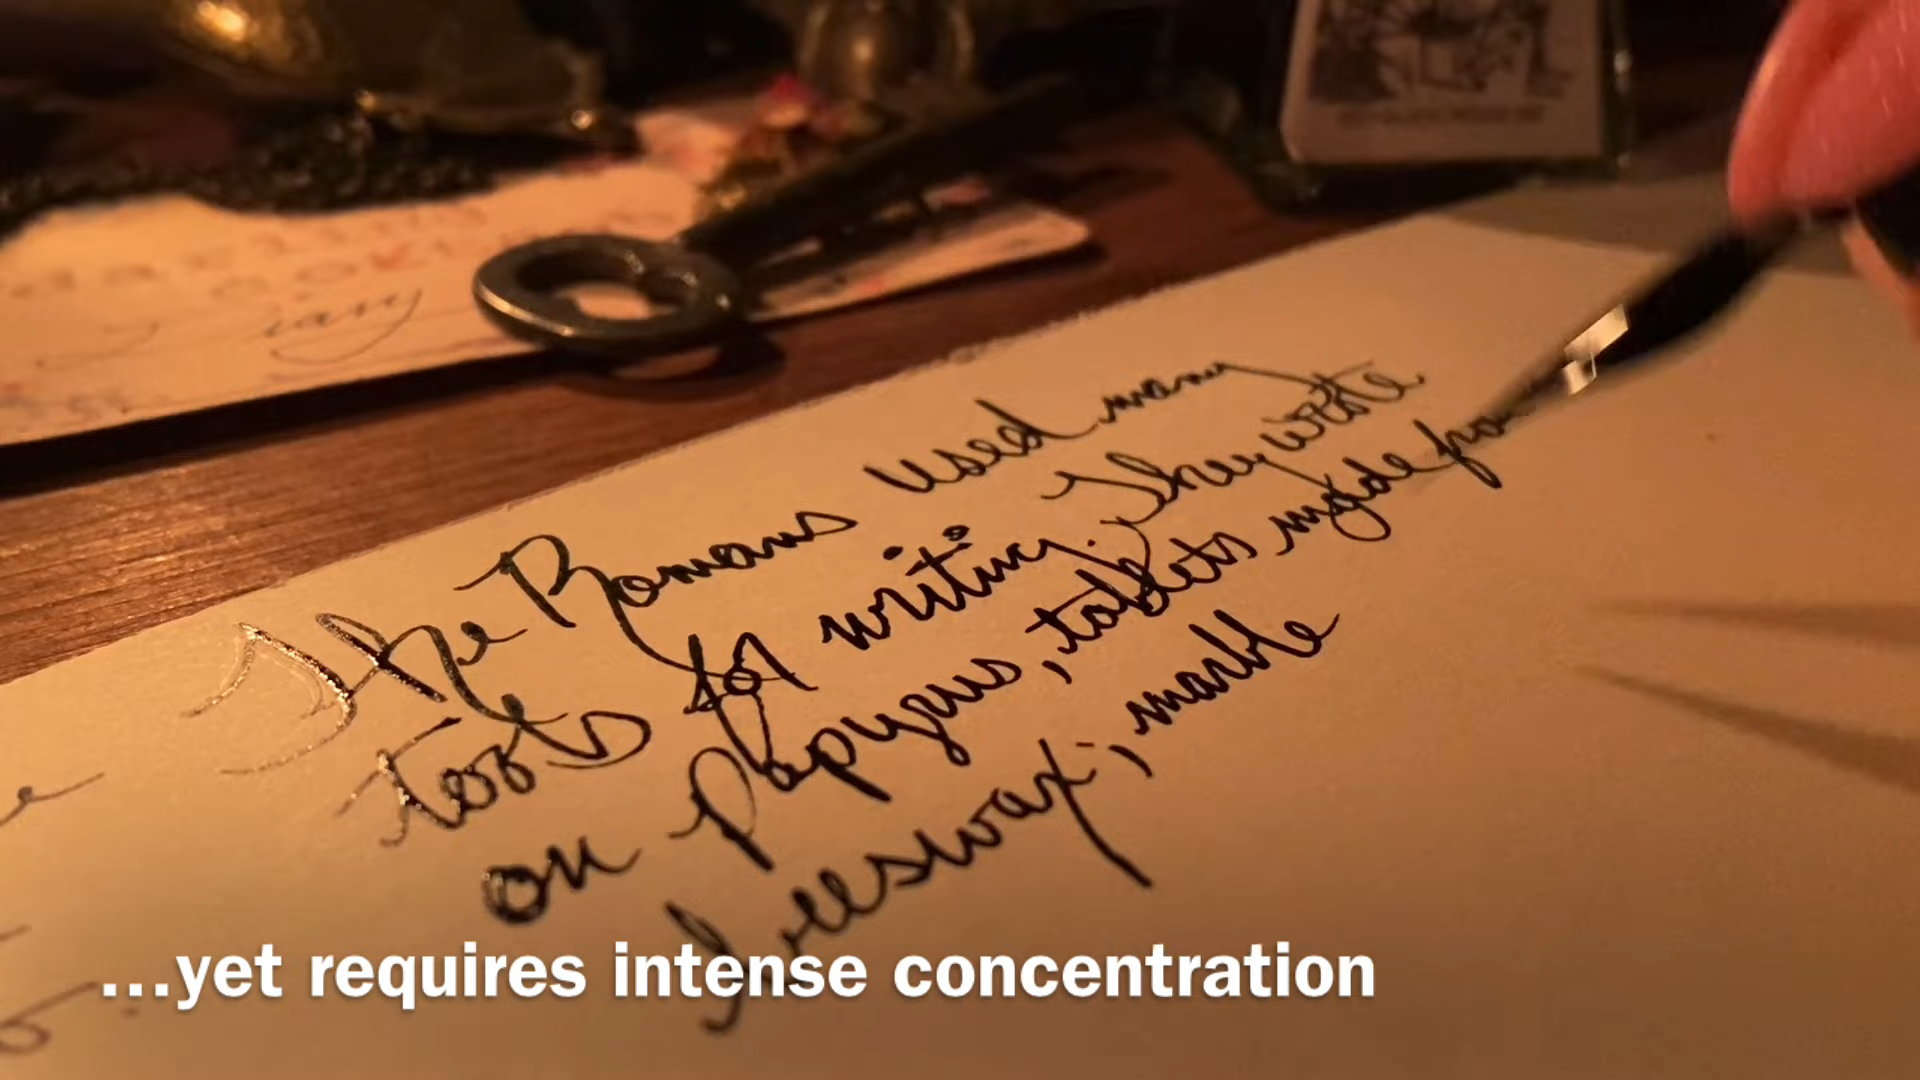 easy
The Romans used many
tools for writing. They wrote
on Papyrus, tablets made from
beeswax, marble
...yet requires intense concentration